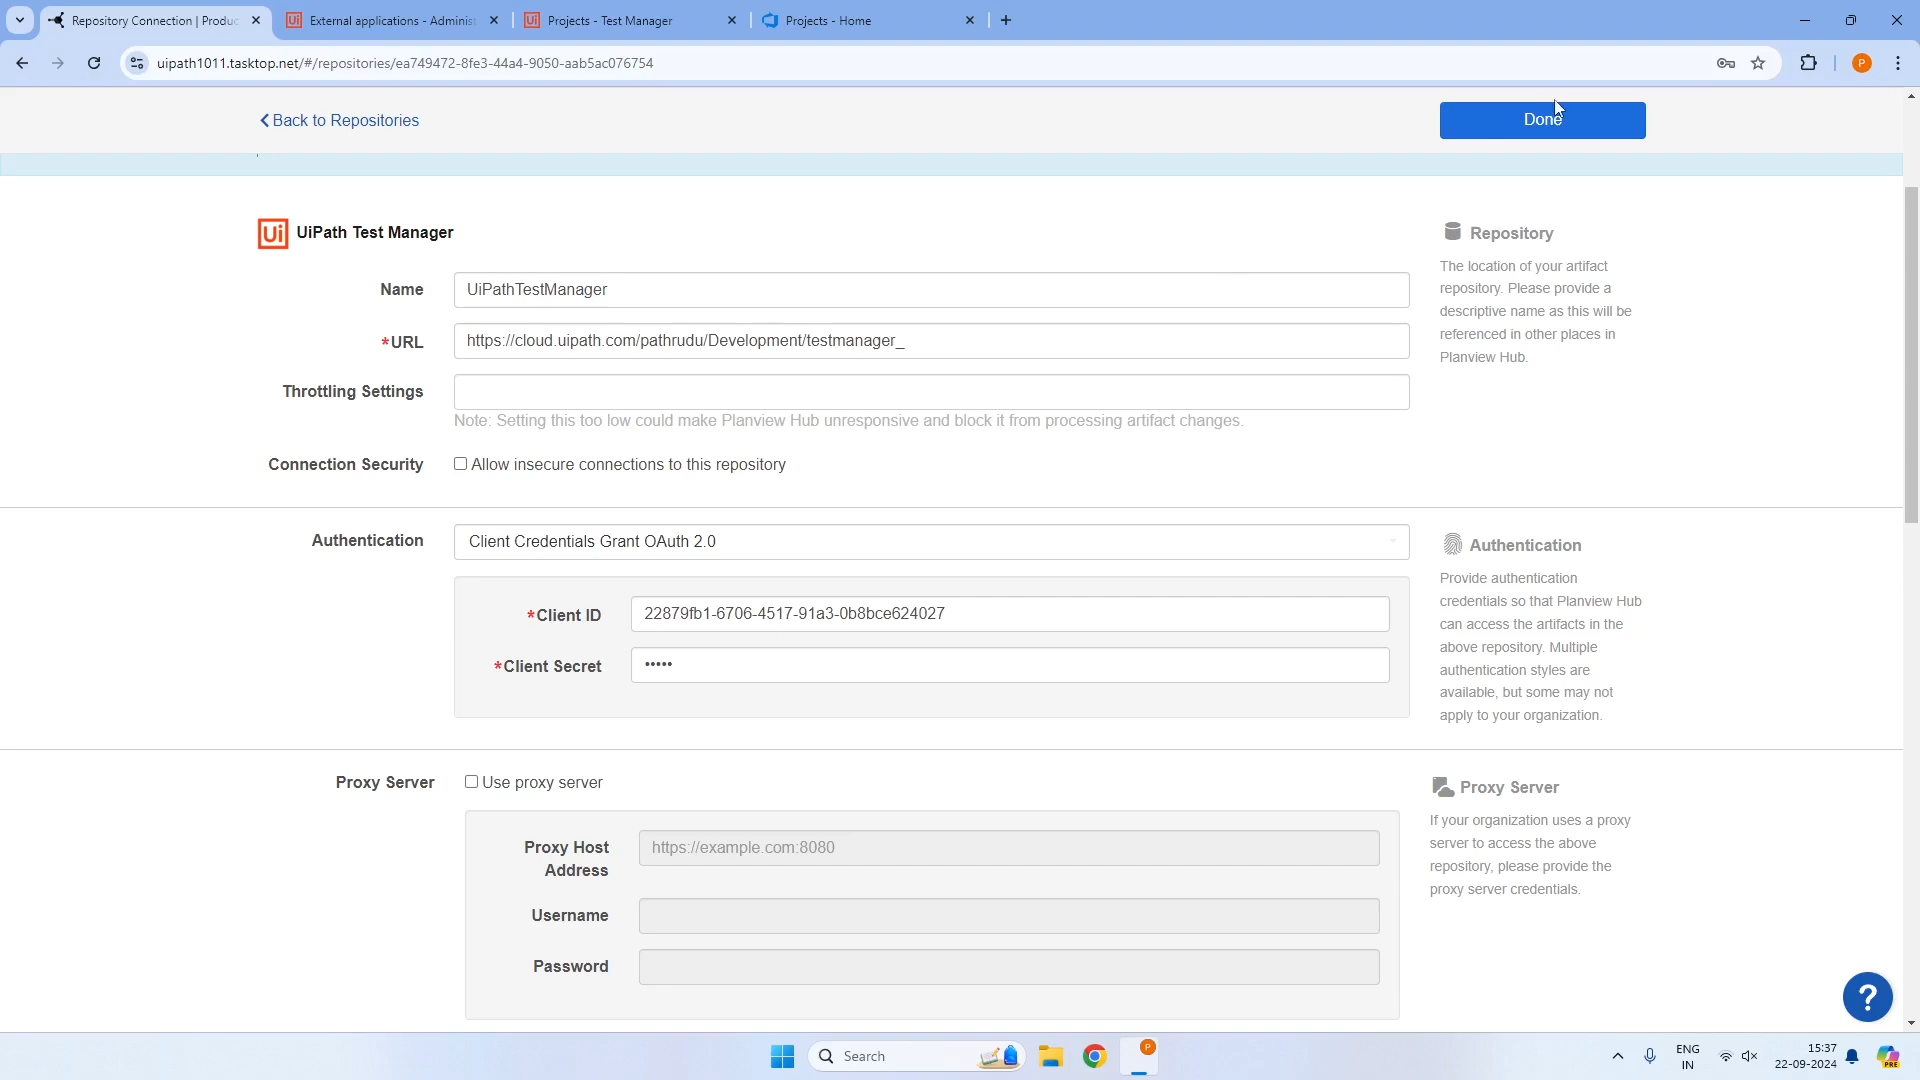 Repository Connection | Produc
External applications - Administ
Projects - Test Manager
Projects - Home
uipath1011.tasktop.net/#/repositories/ea749472-8fe3-44a4-9050-aab5ac076754
P
Back to Repositories
Done
Ui
UiPath Test Manager
Repository
Name
UiPathTestManager
The location of your artifact
repository. Please provide a
descriptive name as this will be
referenced in other places in
Planview Hub.
*URL
https://cloud.uipath.com/pathrudu/Development/testmanager_
Throttling Settings
Note: Setting this too low could make Planview Hub unresponsive and block it from processing artifact changes.
Connection Security
Allow insecure connections to this repository
Authentication
Client Credentials Grant OAuth 2.0
Authentication
Provide authentication
credentials so that Planview Hub
can access the artifacts in the
above repository. Multiple
authentication styles are
available, but some may not
apply to your organization.
*Client ID
22879fb1-6706-4517-91a3-0b8bce624027
*Client Secret
•••••
Proxy Server
Use proxy server
Proxy Server
If your organization uses a proxy
server to access the above
repository, please provide the
proxy server credentials.
Proxy Host
Address
https://example.com:8080
Username
Password
?
Search
P
ENG
IN
15:37
22-09-2024
PRE